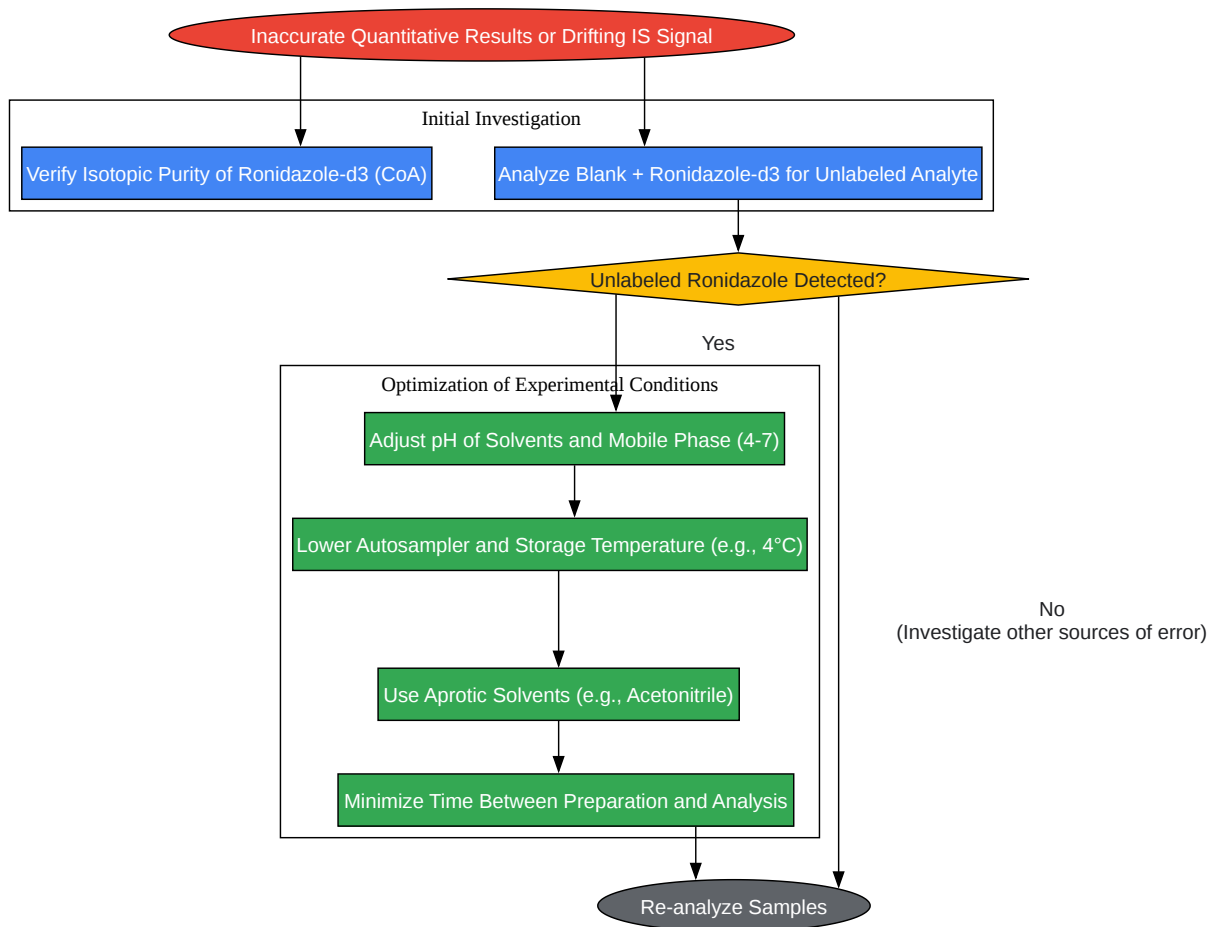 Inaccurate Quantitative Results or Drifting IS Signal
Initial Investigation
Verify Isotopic Purity of Ronidazole-d3 (CoA)
Analyze Blank + Ronidazole-d3 for Unlabeled Analyte
Unlabeled Ronidazole Detected?
Yes
Optimization of Experimental Conditions
Adjust pH of Solvents and Mobile Phase (4-7)
Lower Autosampler and Storage Temperature (e.g., 4°C)
No
(Investigate other sources of error)
Use Aprotic Solvents (e.g., Acetonitrile)
Minimize Time Between Preparation and Analysis
Re-analyze Samples